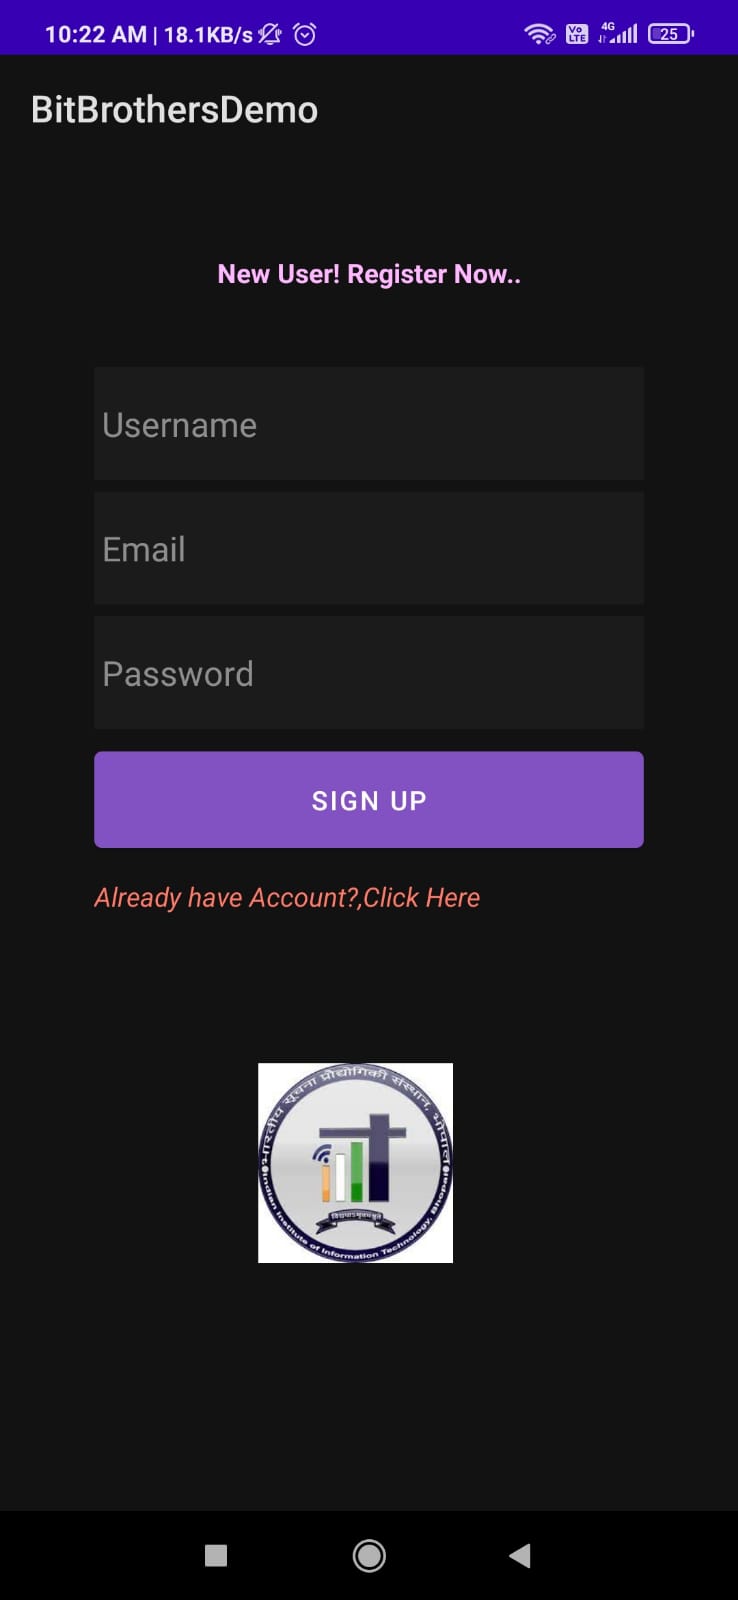 10:22 AM | 18.1KB/s Vo LTE 4G 25
BitBrothersDemo
New User! Register Now..
Username
Email
Password
SIGN UP
Already have Account?,Click Here
भारतीय सूचना प्रौद्योगिकी संस्थान, भोपाल
Indian Institute of Information Technology, Bhopal